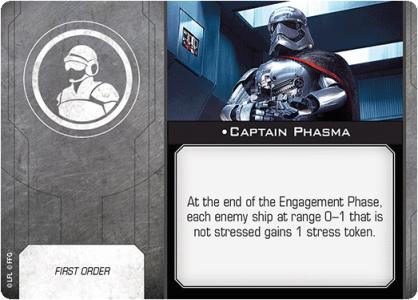 •CAPTAIN PHASMA
At the end of the Engagement Phase,
each enemy ship at range 0–1 that is
not stressed gains 1 stress token.
FIRST ORDER
© LFL © FFG